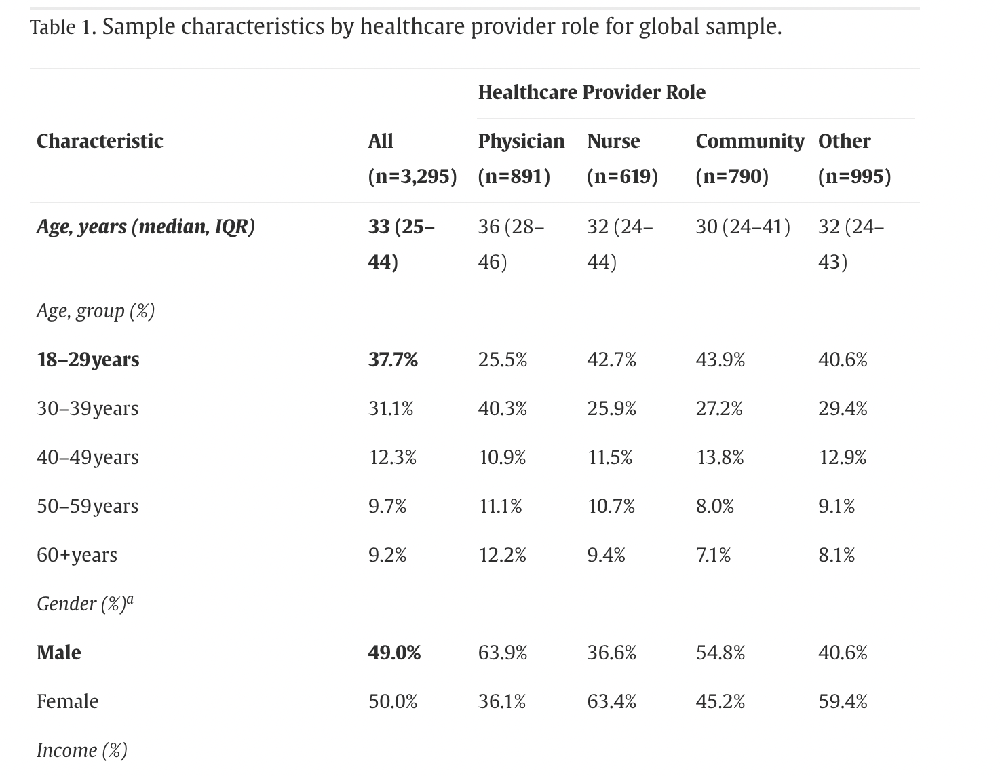 Table 1. Sample characteristics by healthcare provider role for global sample.
Healthcare Provider Role
Characteristic All Physician Nurse Community Other
(n=3,295) (n=891) (n=619) (n=790) (n=995)
Age, years (median, IQR) 33 (25– 36 (28– 32 (24– 30 (24–41) 32 (24–
44) 46) 44) 43)
Age, group (%)
18–29years 37.7% 25.5% 42.7% 43.9% 40.6%
30–39years 31.1% 40.3% 25.9% 27.2% 29.4%
40–49years 12.3% 10.9% 11.5% 13.8% 12.9%
50–59years 9.7% 11.1% 10.7% 8.0% 9.1%
60+years 9.2% 12.2% 9.4% 7.1% 8.1%
Gender (%)a
Male 49.0% 63.9% 36.6% 54.8% 40.6%
Female 50.0% 36.1% 63.4% 45.2% 59.4%
Income (%)